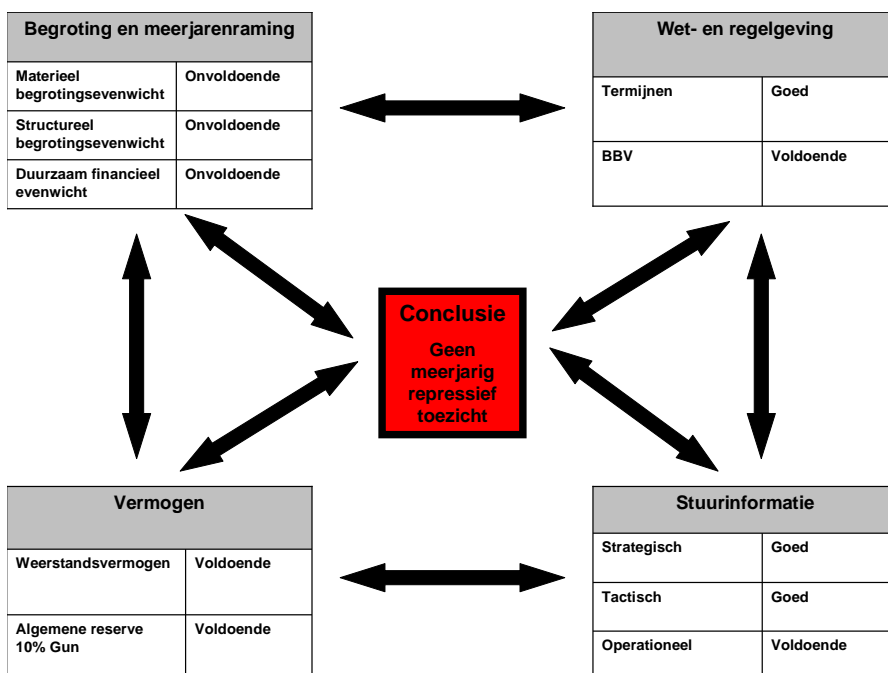 Begroting en meerjarenraming
Materieel
begrotingsevenwicht
Onvoldoende
Structureel
begrotingsevenwicht
Onvoldoende
Duurzaam financieel
evenwicht
Onvoldoende
Wet- en regelgeving
Termijnen
Goed
BBV
Voldoende
Conclusie
Geen
meerjarig
repressief
toezicht
Vermogen
Weerstandsvermogen
Voldoende
Algemene reserve
10% Gun
Voldoende
Stuurinformatie
Strategisch
Goed
Tactisch
Goed
Operationeel
Voldoende